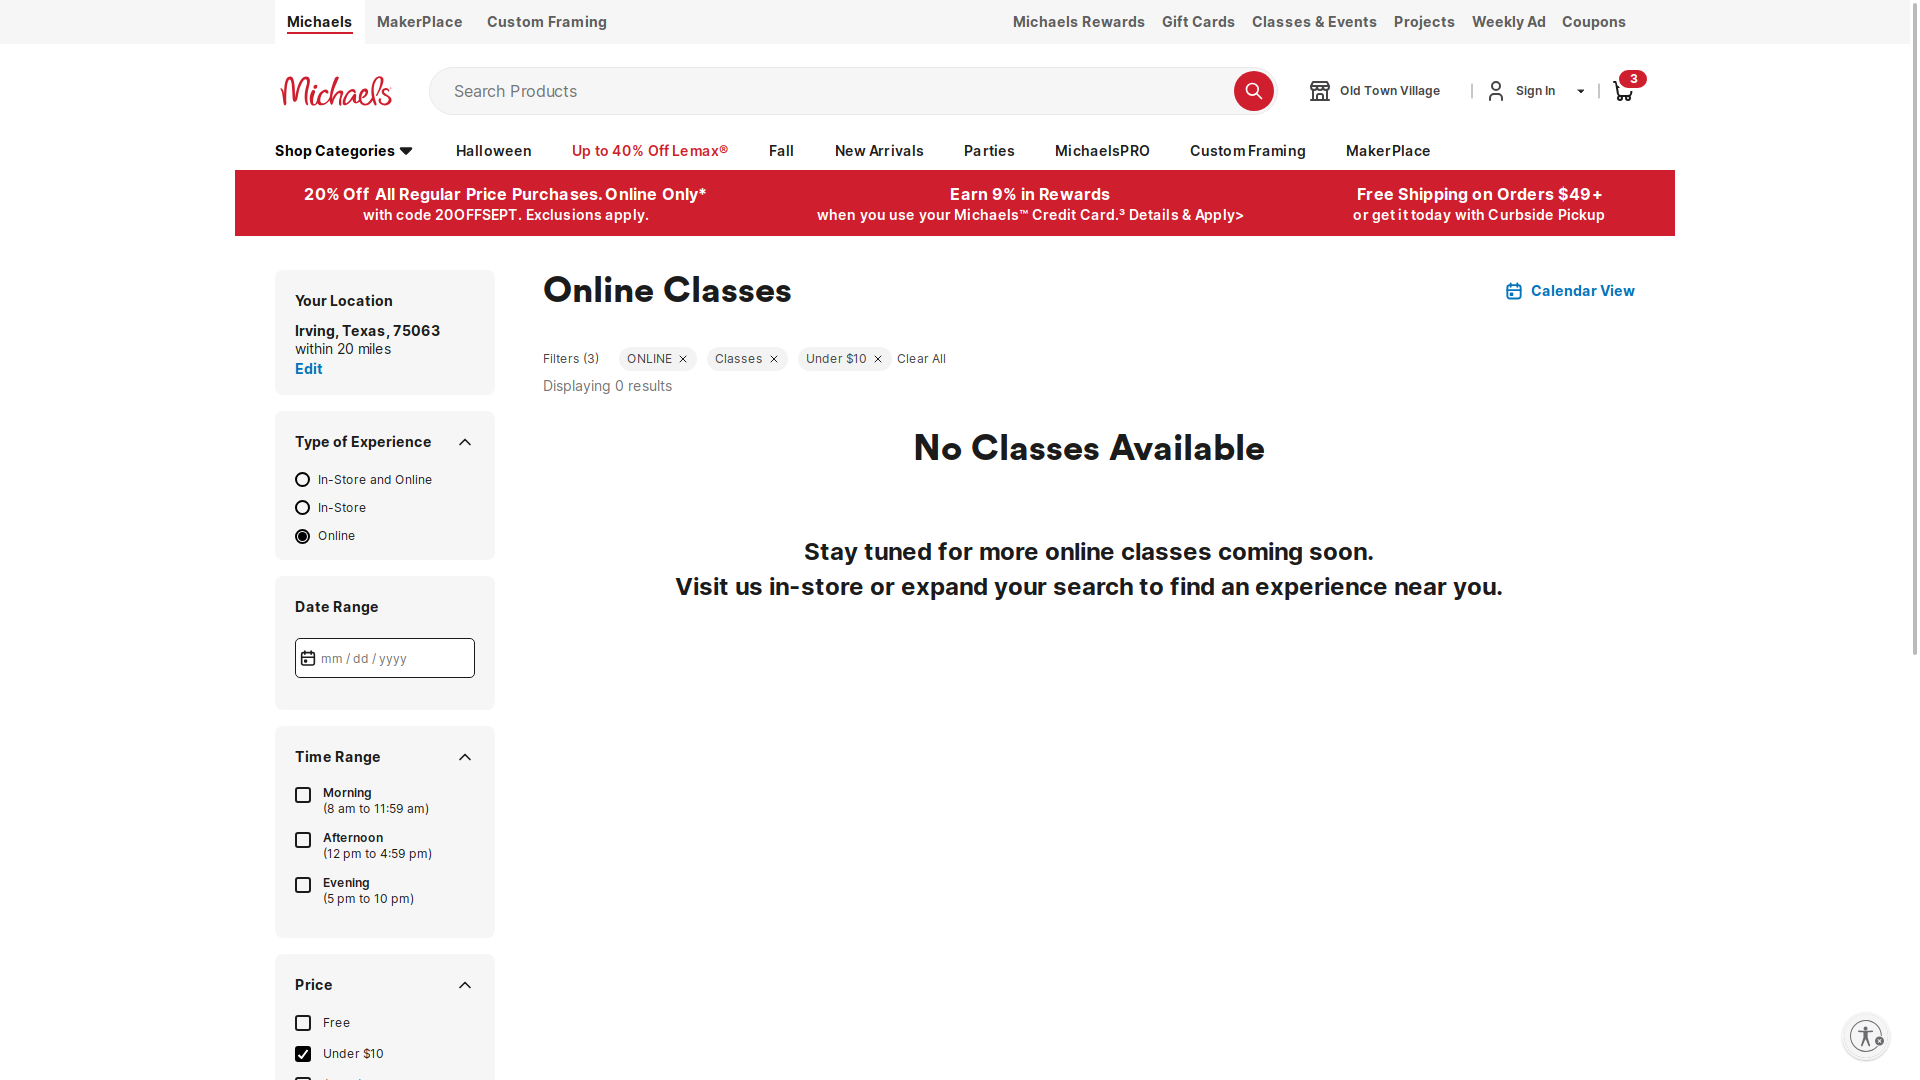 Michaels MakerPlace Custom Framing Michaels Rewards Gift Cards Classes & Events Projects Weekly Ad Coupons
Michaels Search Products Old Town Village Sign In 3
Shop Categories Halloween Up to 40% Off Lemax® Fall New Arrivals Parties MichaelsPRO Custom Framing MakerPlace
20% Off All Regular Price Purchases. Online Only* Earn 9% in Rewards Free Shipping on Orders $49+
with code 20OFFSEPT. Exclusions apply. when you use your Michaels™ Credit Card.³ Details & Apply> or get it today with Curbside Pickup
Your Location
Irving, Texas, 75063
within 20 miles
Edit
Type of Experience
In-Store and Online
In-Store
Online
Date Range
mm / dd / yyyy
Time Range
Morning
(8 am to 11:59 am)
Afternoon
(12 pm to 4:59 pm)
Evening
(5 pm to 10 pm)
Price
Free
Under $10
Online Classes
Calendar View
Filters (3) ONLINE Classes Under $10 Clear All
Displaying 0 results
No Classes Available
Stay tuned for more online classes coming soon.
Visit us in-store or expand your search to find an experience near you.